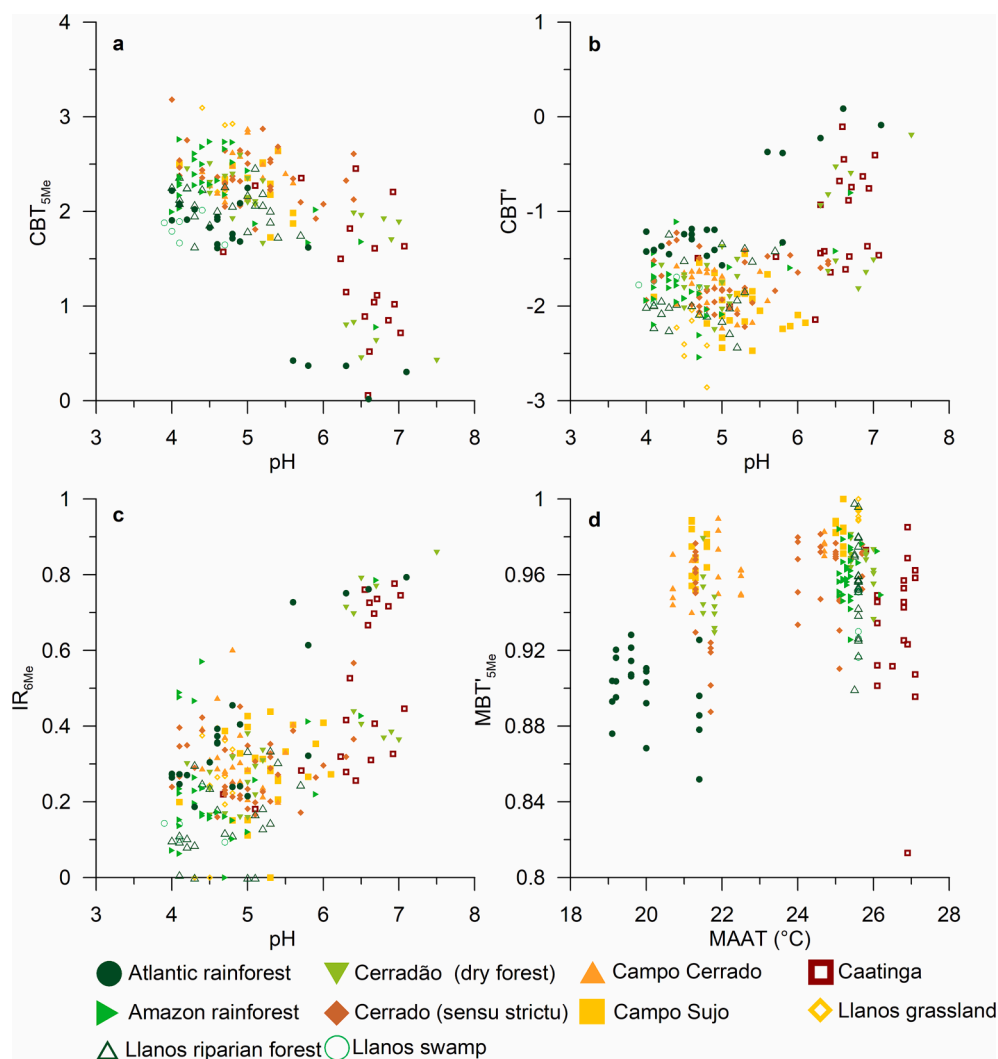 a
4
3
2
1
0
CBT5Me
3 4 5 6 7 8
pH
b
1
0
-1
-2
-3
CBT'
3 4 5 6 7 8
pH
c
1
0.8
0.6
0.4
0.2
0
IR6Me
3 4 5 6 7 8
pH
d
1
0.96
0.92
0.88
0.84
0.8
MBT'5Me
18 20 22 24 26 28
MAAT (°C)
Atlantic rainforest Cerradão (dry forest) Campo Cerrado Caatinga
Amazon rainforest Cerrado (sensu strictu) Campo Sujo Llanos grassland
Llanos riparian forest Llanos swamp